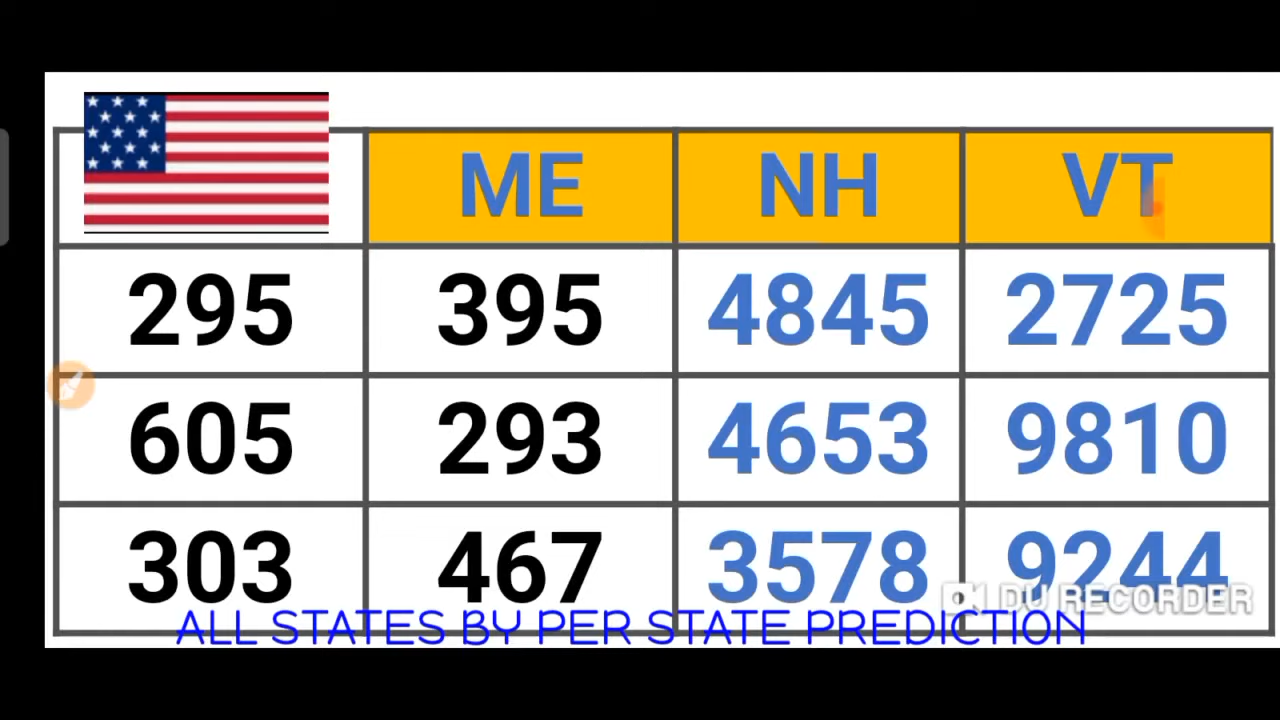 ME NH VT
295 395 4845 2725
605 293 4653 9810
303 467 3578 9244
DU RECORDER
ALL STATES BY PER STATE PREDICTION